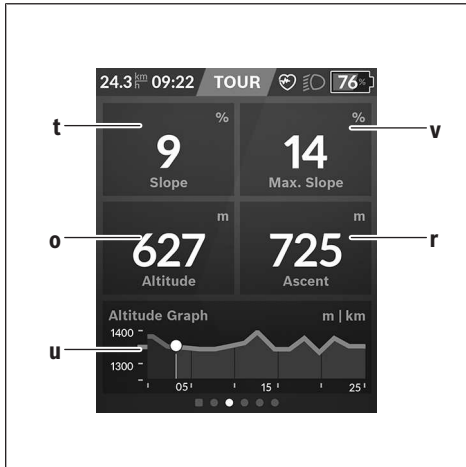 24.3 km/h 09:22 TOUR 76%
t % % v
9 14
Slope Max. Slope
o m m r
627 725
Altitude Ascent
Altitude Graph m | km
u 1400
1300
05 15 25